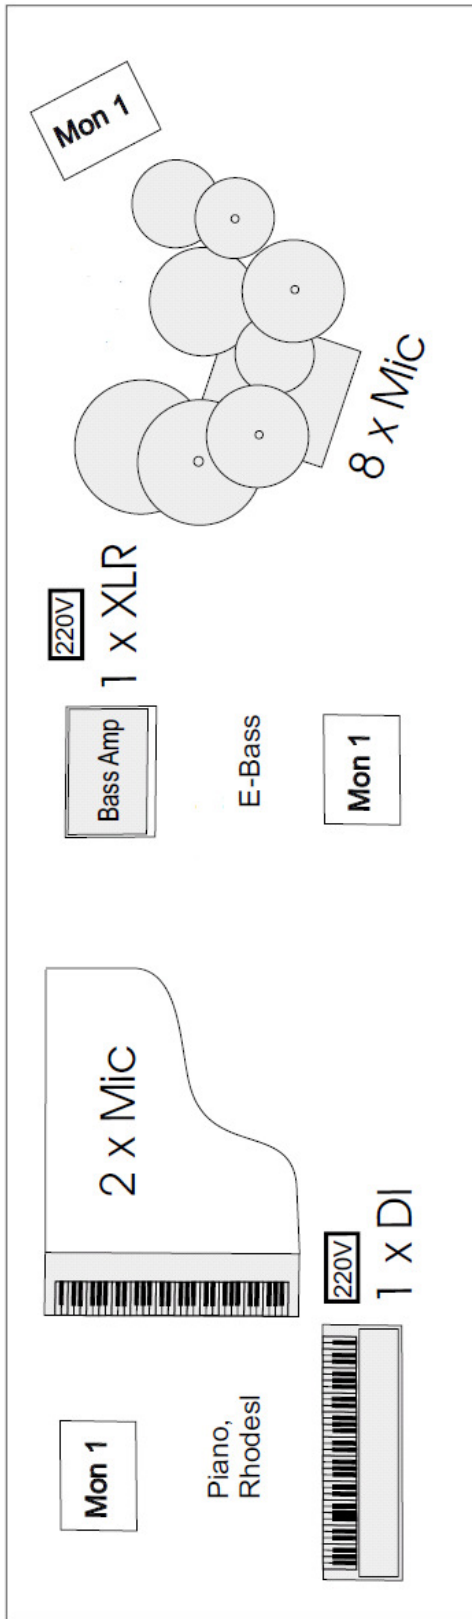 Mon 1
8 x Mic
220V
1 x XLR
Bass Amp
E-Bass
Mon 1
2 x Mic
220V
1 x DI
Mon 1
Piano,
Rhodesl